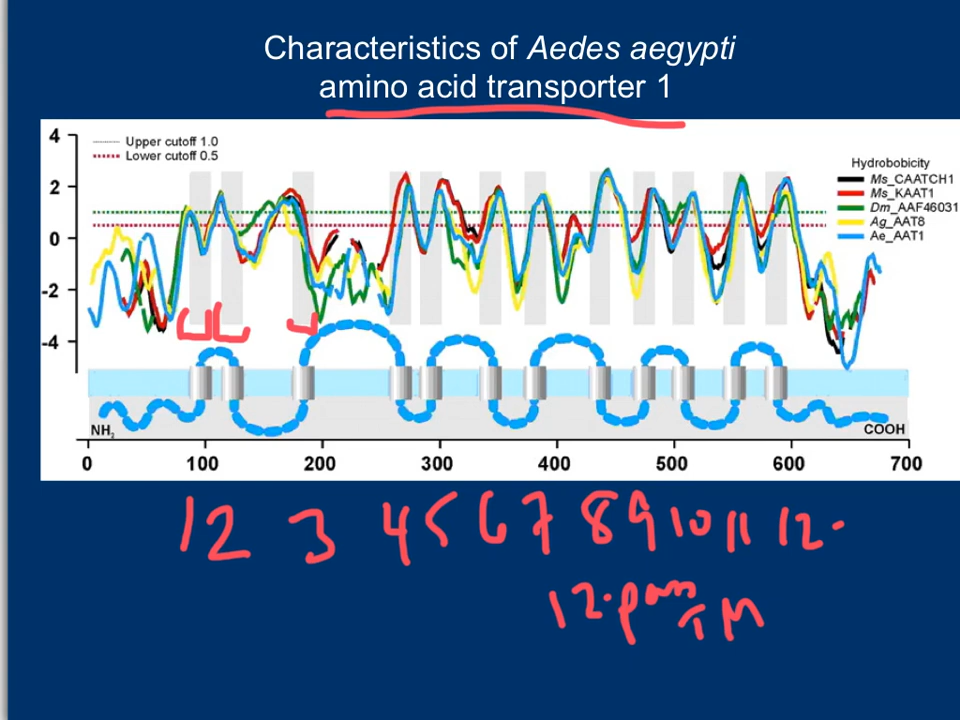 Characteristics of Aedes aegypti
amino acid transporter 1
4
2
0
-2
-4
Upper cutoff 1.0
Lower cutoff 0.5
Hydrobobicity
Ms_CAATCH1
Ms_KAAT1
Dm_AAF46031
Ag_AAT8
Ae_AAT1
NH2
COOH
0 100 200 300 400 500 600 700
1 2 3 4 5 6 7 8 9 10 11 12.
12-pass
TM